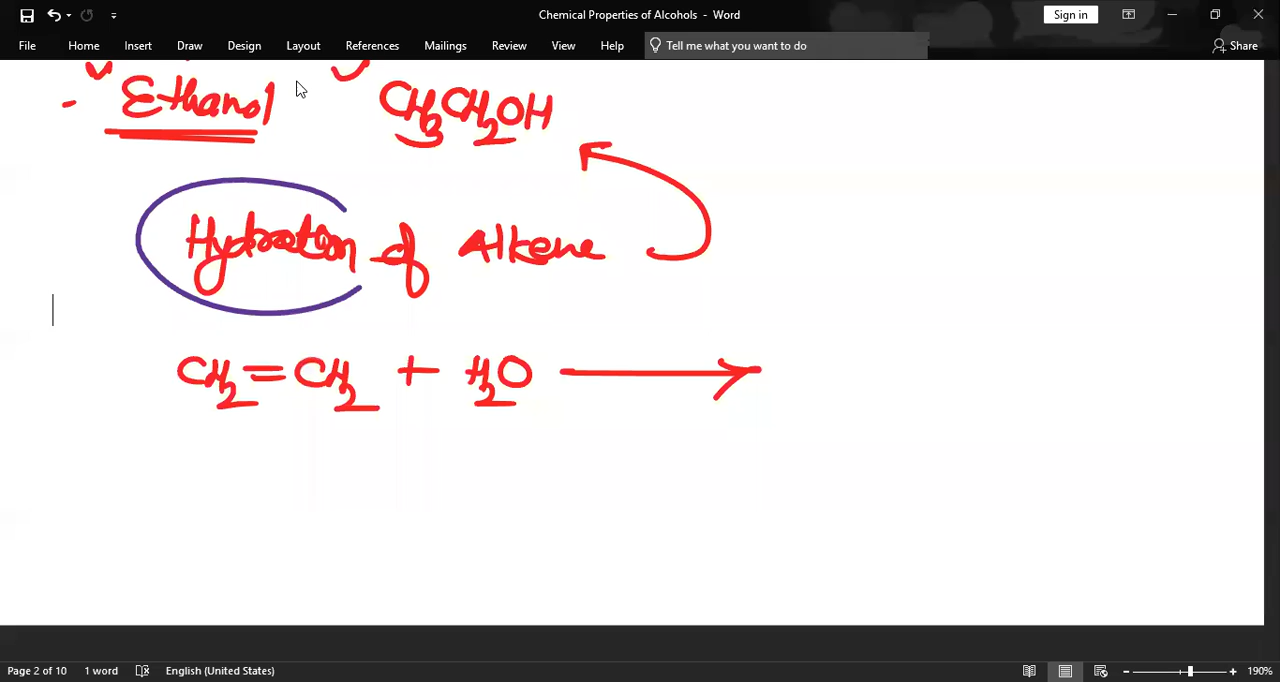 Chemical Properties of Alcohols - Word
Sign in
File Home Insert Draw Design Layout References Mailings Review View Help Tell me what you want to do Share
- Ethanol CH3CH2OH
Hydration of Alkene
CH2=CH2 + H2O
Page 2 of 10 1 word English (United States) 190%